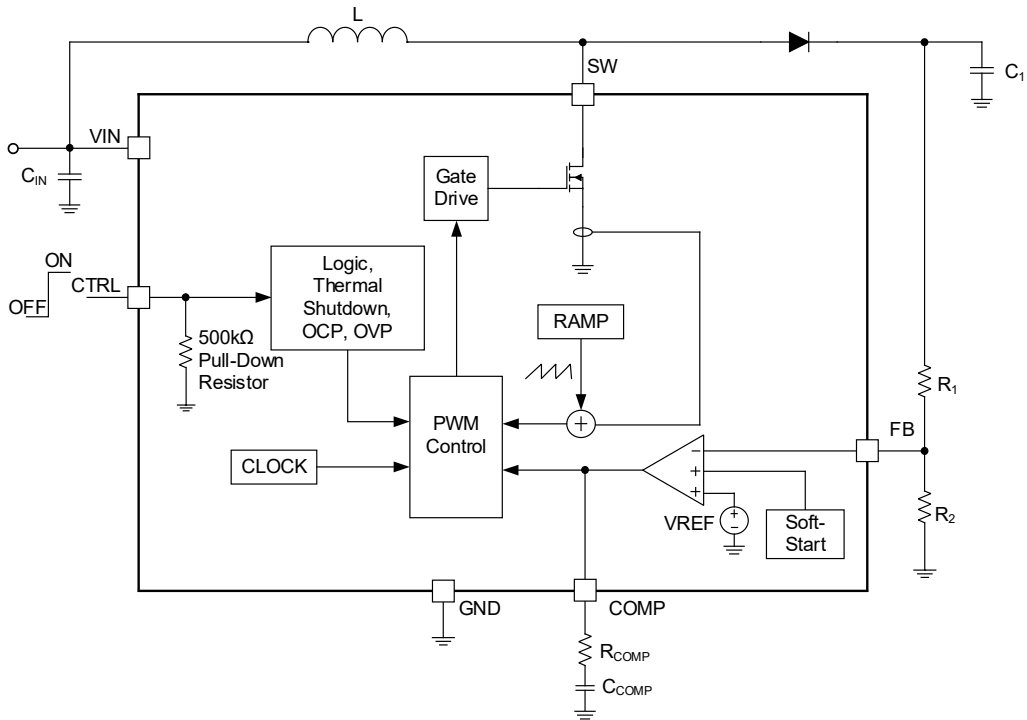 L
SW
C1
VIN
CIN
Gate
Drive
ON
CTRL
OFF
Logic,
Thermal
Shutdown,
OCP, OVP
500kΩ
Pull-Down
Resistor
RAMP
+
PWM
Control
R1
FB
CLOCK
−
+
+
VREF
+
−
Soft-
Start
R2
GND
COMP
RCOMP
CCOMP